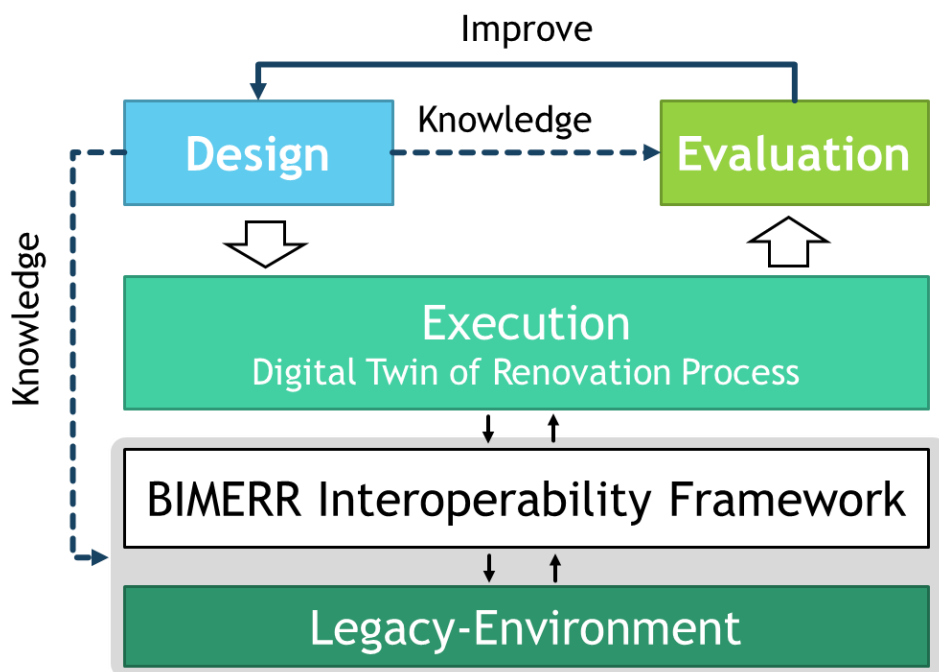 Improve
Design
Knowledge
Evaluation
Knowledge
Execution
Digital Twin of Renovation Process
BIMERR Interoperability Framework
Legacy-Environment